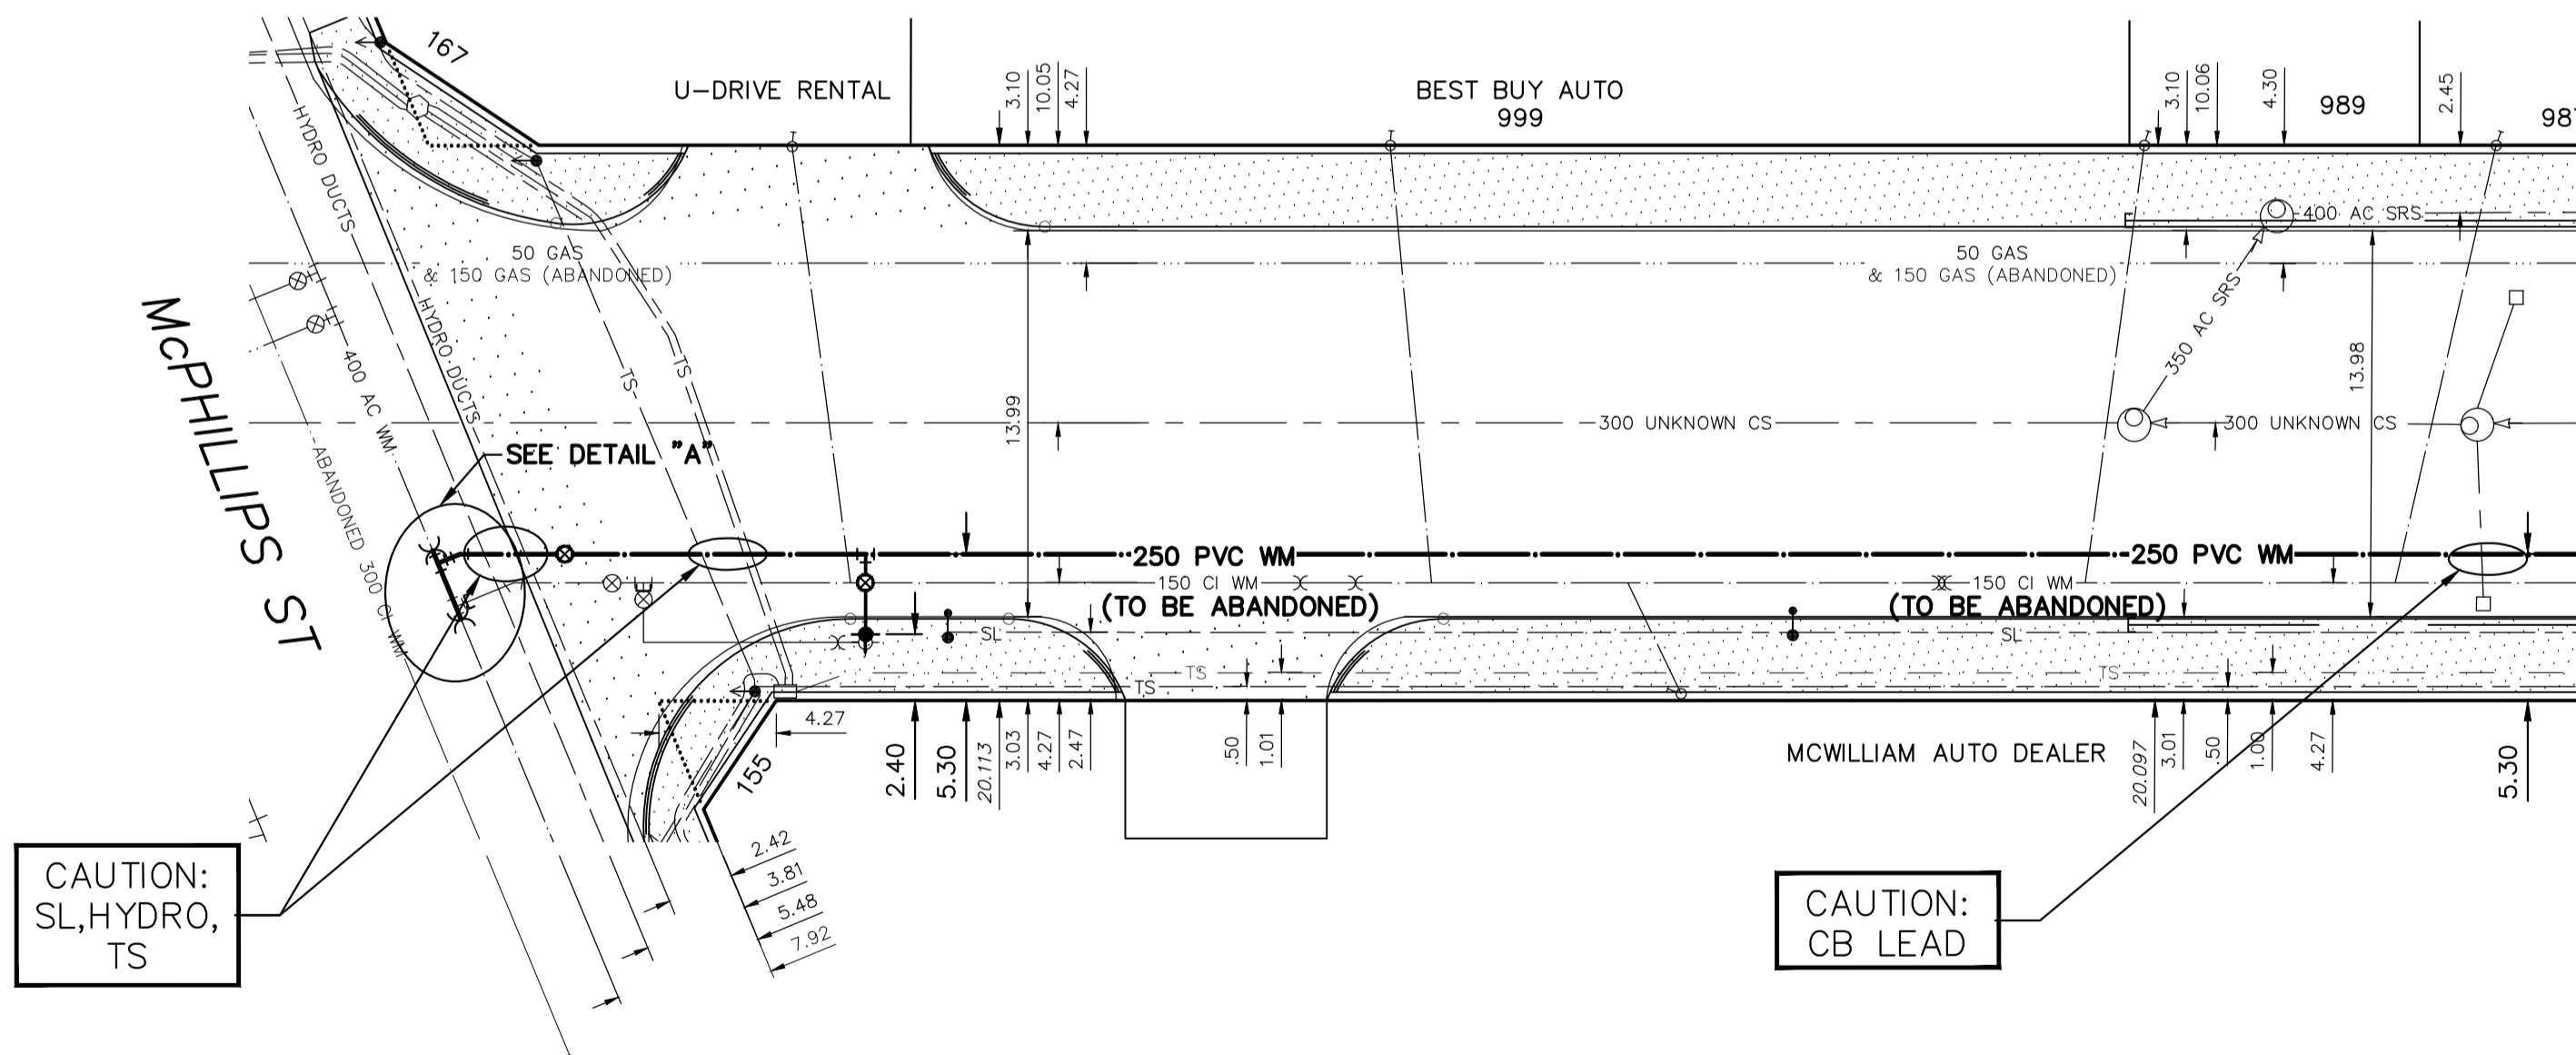 167
U-DRIVE RENTAL
3.10
10.05
4.27
BEST BUY AUTO
999
3.10
10.06
4.30
989
2.45
HYDRO DUCTS
400 AC SRS
50 GAS
& 150 GAS (ABANDONED)
50 GAS
& 150 GAS (ABANDONED)
HYDRO DUCTS
McPHILLIPS ST
400 AC WM
TS
TS
350 AC SRS
13.99
13.98
300 UNKNOWN CS
300 UNKNOWN CS
SEE DETAIL "A"
ABANDONED 300 CI WM
250 PVC WM
250 PVC WM
150 CI WM
150 CI WM
(TO BE ABANDONED)
(TO BE ABANDONED)
SL
SL
TS
TS
TS
4.27
155
2.40
5.30
20.113
3.03
4.27
2.47
.50
1.01
MCWILLIAM AUTO DEALER
20.097
3.01
.50
1.00
4.27
5.30
2.42
3.81
5.48
7.92
CAUTION:
SL,HYDRO,
TS
CAUTION:
CB LEAD